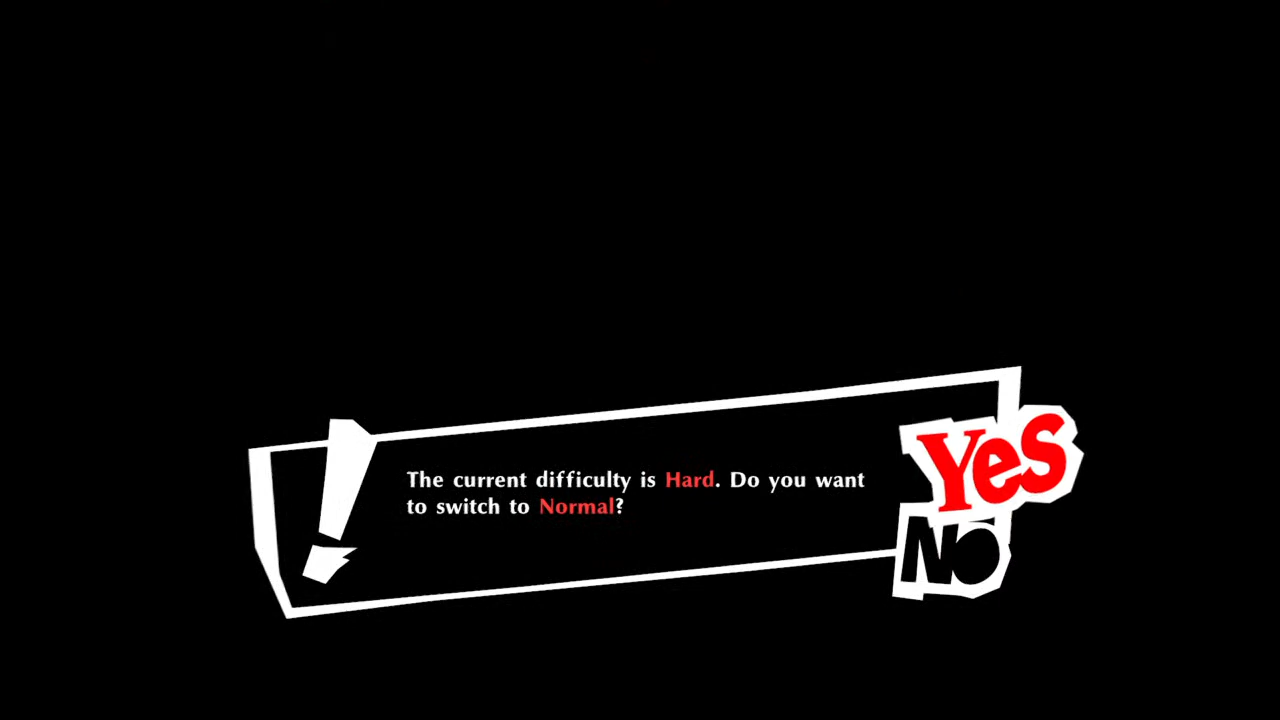 The current difficulty is Hard. Do you want
to switch to Normal?
Yes
No